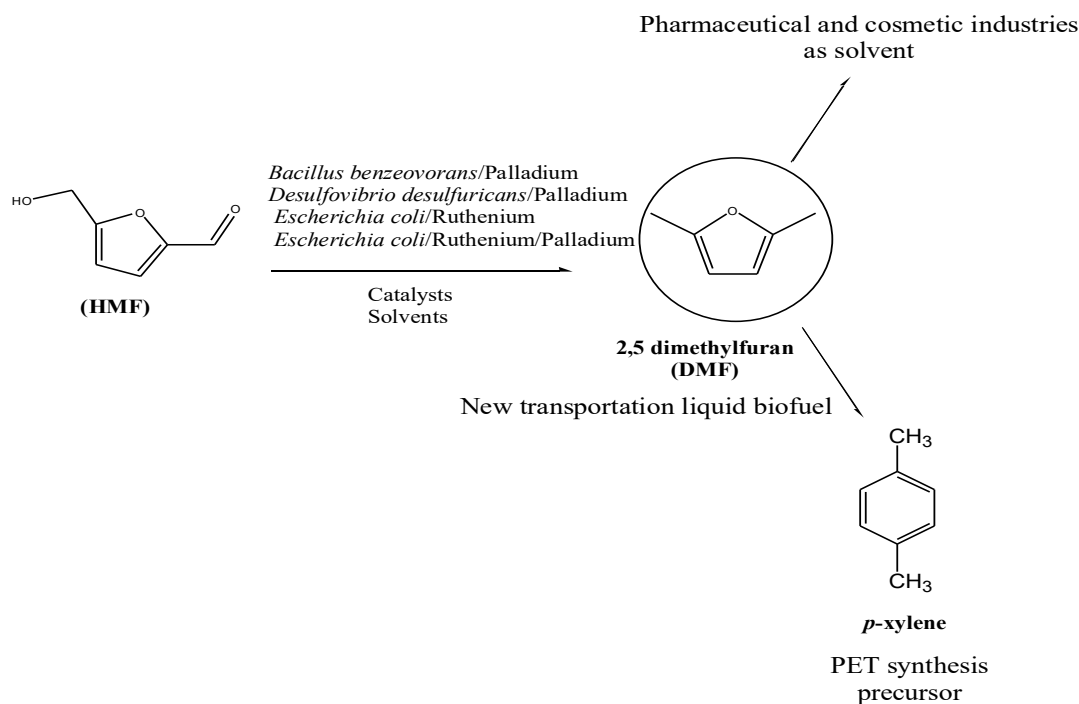 Pharmaceutical and cosmetic industries
as solvent
Bacillus benzeovorans/Palladium
Desulfovibrio desulfuricans/Palladium
Escherichia coli/Ruthenium
Escherichia coli/Ruthenium/Palladium
HO
O
O
(HMF)
Catalysts
Solvents
O
2,5 dimethylfuran
(DMF)
New transportation liquid biofuel
CH3
CH3
p-xylene
PET synthesis
precursor